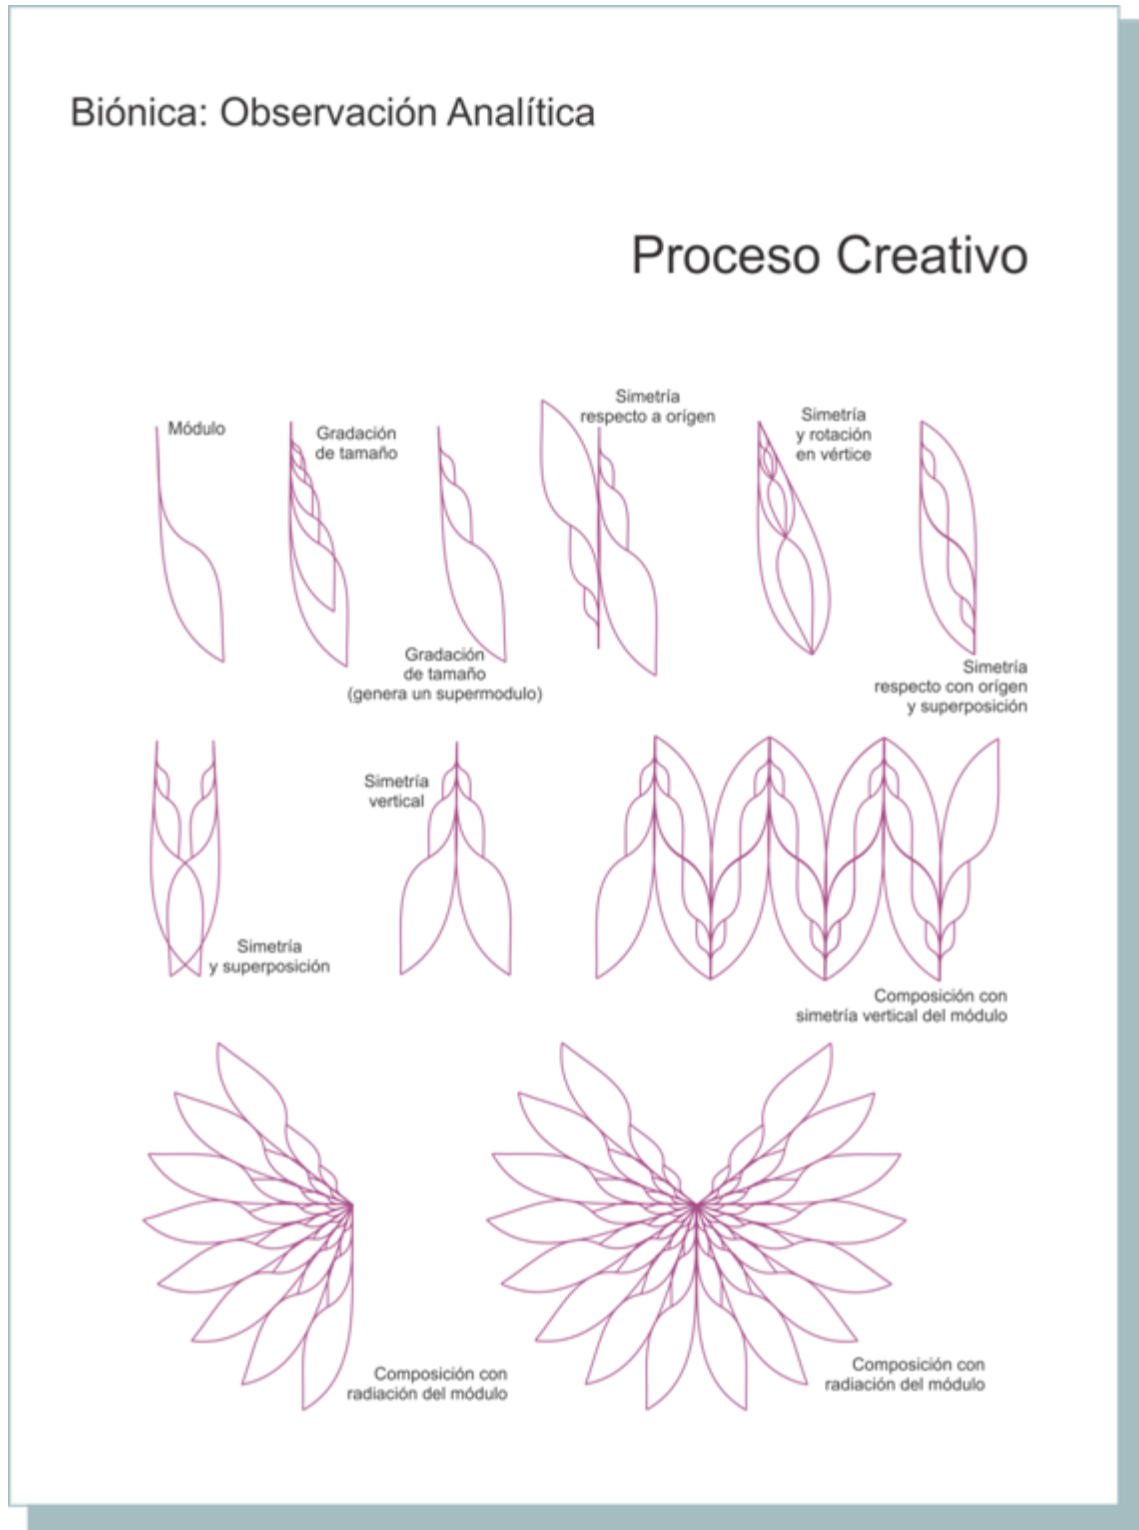 Biónica: Observación Analítica
Proceso Creativo
Módulo
Gradación
de tamaño
Gradación
de tamaño
(genera un supermodulo)
Simetría
respecto a orígen
Simetría
y rotación
en vértice
Simetría
respecto con orígen
y superposición
Simetría
y superposición
Simetría
vertical
Composición con
simetría vertical del módulo
Composición con
radiación del módulo
Composición con
radiación del módulo